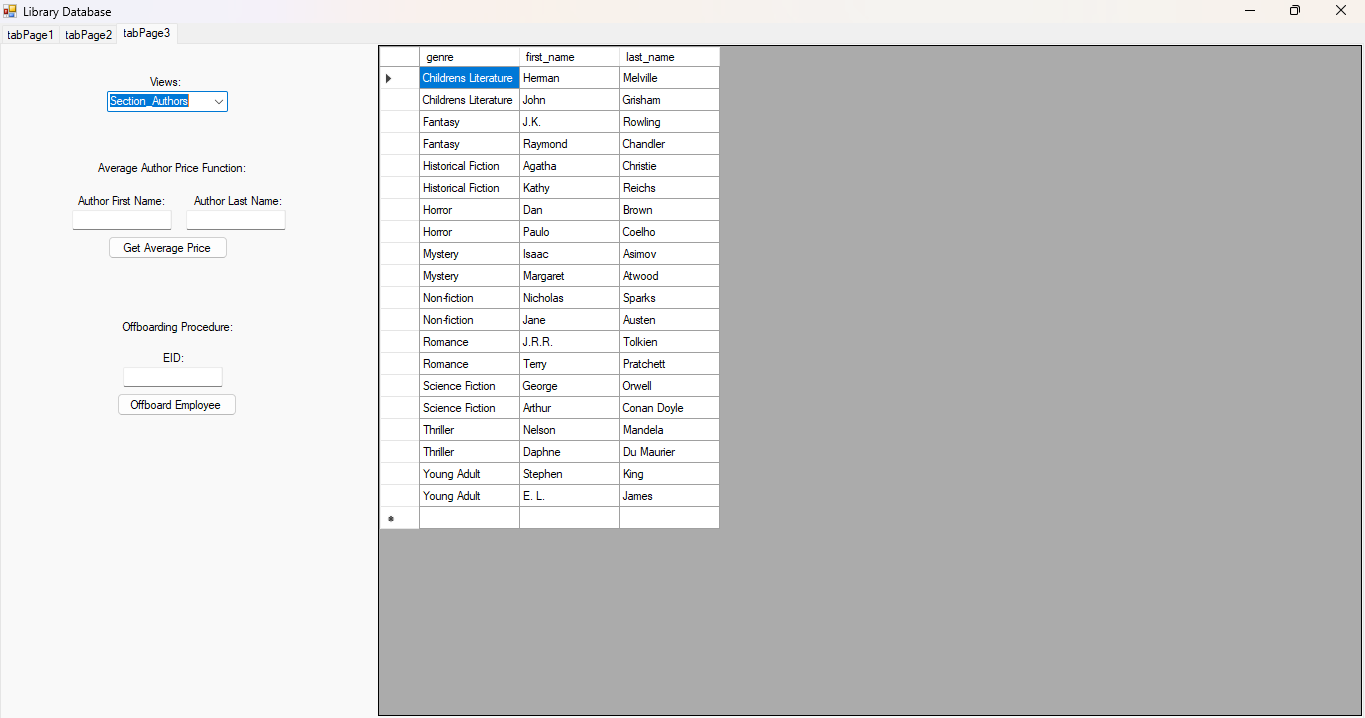 Library Database
tabPage1 tabPage2 tabPage3
Views:
Section_Authors
Average Author Price Function:
Author First Name: Author Last Name:
Get Average Price
Offboarding Procedure:
EID:
Offboard Employee
genre first_name last_name
Childrens Literature Herman Melville
Childrens Literature John Grisham
Fantasy J.K. Rowling
Fantasy Raymond Chandler
Historical Fiction Agatha Christie
Historical Fiction Kathy Reichs
Horror Dan Brown
Horror Paulo Coelho
Mystery Isaac Asimov
Mystery Margaret Atwood
Non-fiction Nicholas Sparks
Non-fiction Jane Austen
Romance J.R.R. Tolkien
Romance Terry Pratchett
Science Fiction George Orwell
Science Fiction Arthur Conan Doyle
Thriller Nelson Mandela
Thriller Daphne Du Maurier
Young Adult Stephen King
Young Adult E. L. James